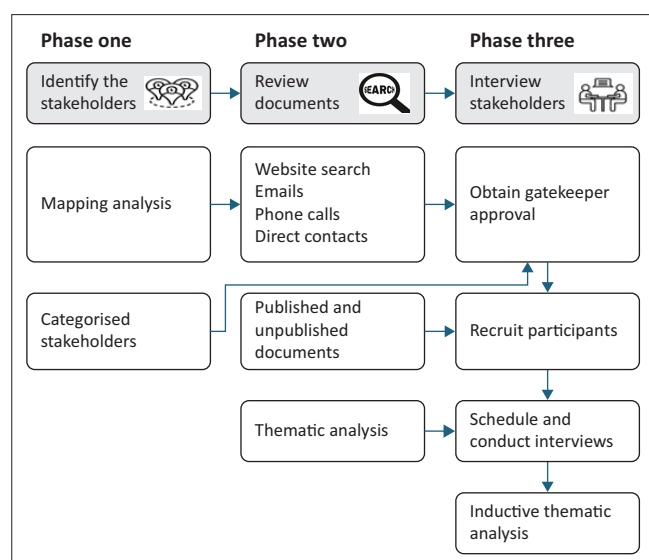 Phase one
Phase two
Phase three
Identify the
stakeholders
Review
documents
SEARCH
Interview
stakeholders
Mapping analysis
Website search
Emails
Phone calls
Direct contacts
Obtain gatekeeper
approval
Categorised
stakeholders
Published and
unpublished
documents
Recruit participants
Thematic analysis
Schedule and
conduct interviews
Inductive thematic
analysis